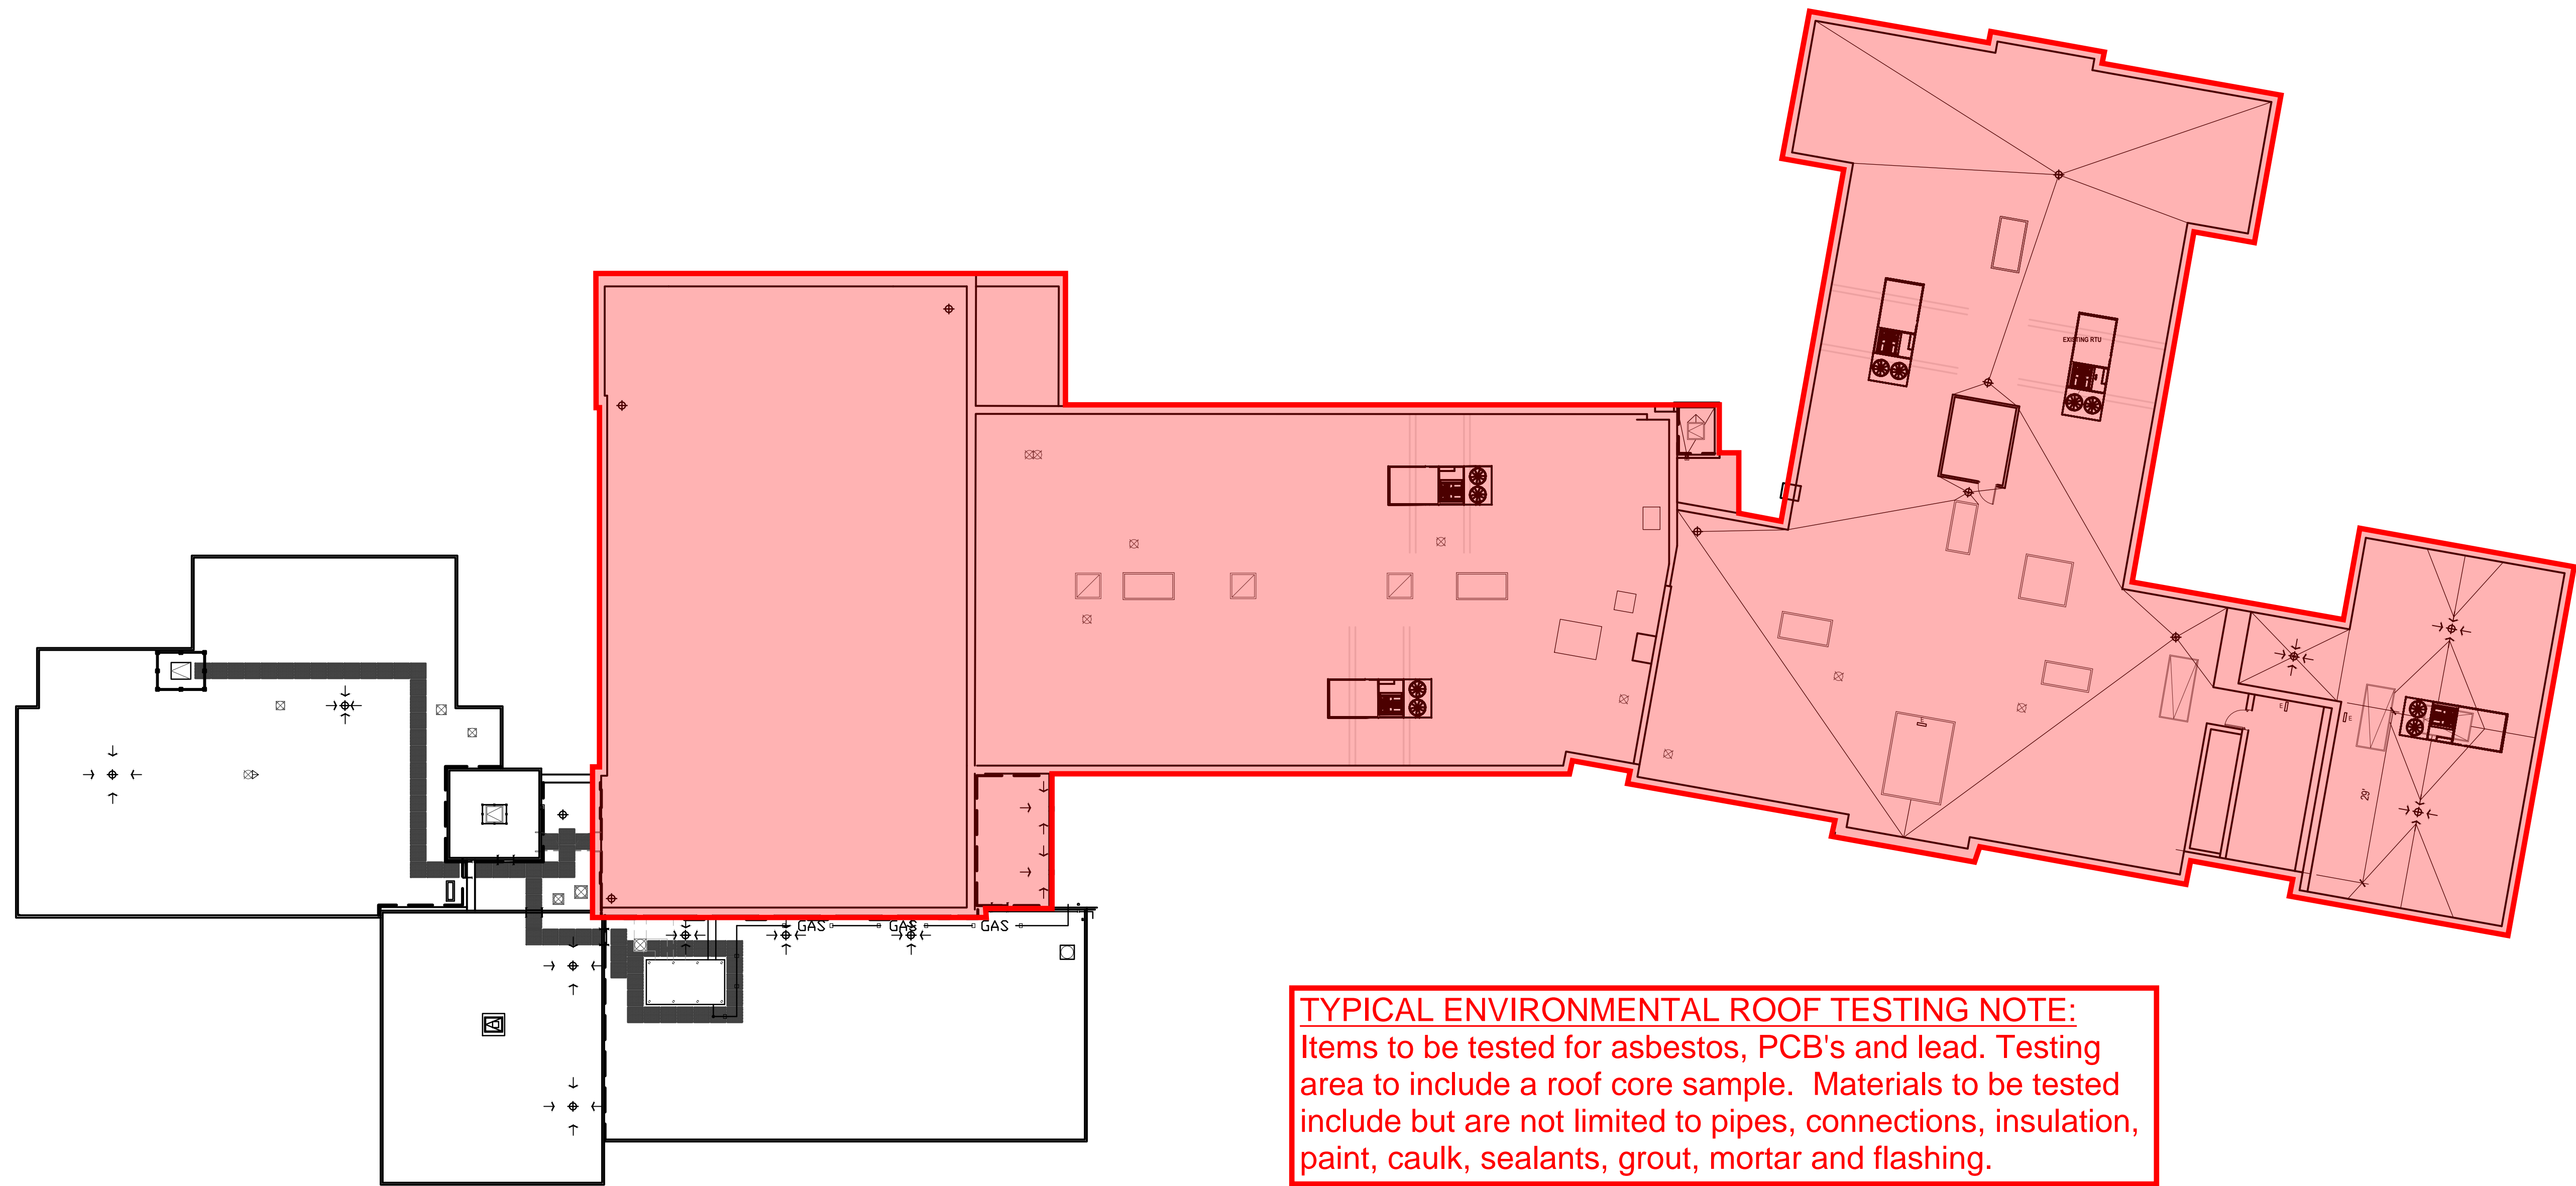 EXISTING RTU
E
E
29'
GAS GAS GAS
TYPICAL ENVIRONMENTAL ROOF TESTING NOTE:
Items to be tested for asbestos, PCB's and lead. Testing
area to include a roof core sample.  Materials to be tested
include but are not limited to pipes, connections, insulation,
paint, caulk, sealants, grout, mortar and flashing.